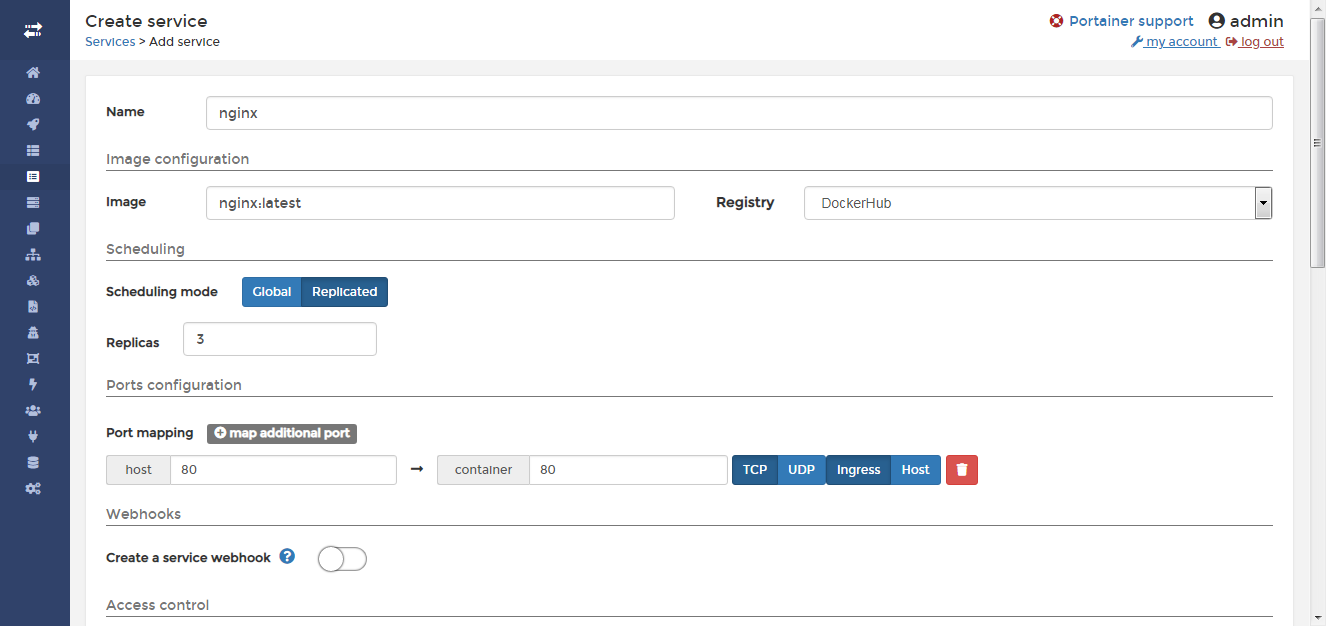 Create service
Portainer support admin
Services > Add service
my account log out
Name nginx
Image configuration
Image nginx:latest Registry DockerHub
Scheduling
Scheduling mode Global Replicated
Replicas 3
Ports configuration
Port mapping map additional port
host 80 container 80 TCP UDP Ingress Host
Webhooks
Create a service webhook ?
Access control